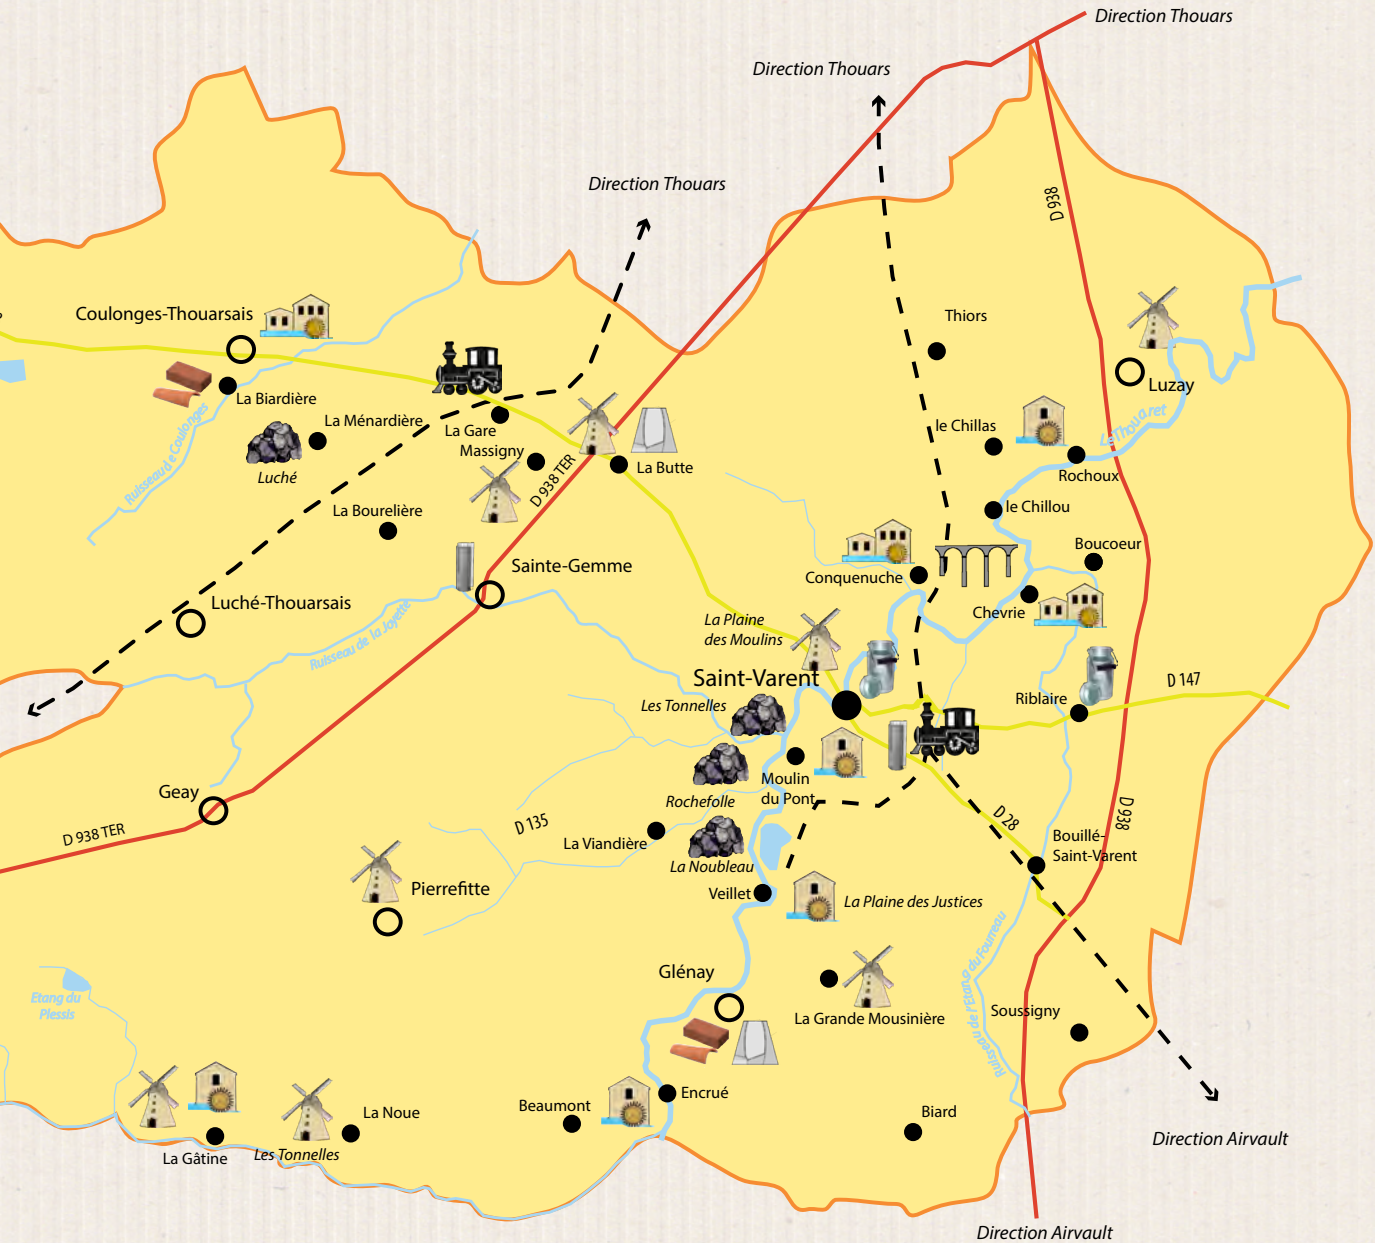 Direction Thouars
Direction Thouars
Direction Thouars
D 938
Coulonges-Thouarsais
Thiors
Luzay
La Biardière
La Ménardière
La Gare
Massigny
Luché
La Butte
D 938 TER
Ruisseau de Coulonges
le Chillas
Le Thouaret
Rochoux
La Bourelière
le Chillou
Boucoeur
Sainte-Gemme
Conquenuche
Chevrie
Luché-Thouarsais
Ruisseau de la Joyette
La Plaine
des Moulins
Saint-Varent
Les Tonnelles
Riblaire
D 147
Geay
Moulin
du Pont
Rochefolle
D 938 TER
D 135
La Viandière
La Noubleau
D 28
D 938
Bouillé-
Saint-Varent
Pierrefitte
Veillet
La Plaine des Justices
Glénay
Ruisseau de l'Etang du Fourreau
Etang du
Plessis
La Grande Mousinière
Soussigny
Encrué
Beaumont
La Noue
Biard
La Gâtine
Les Tonnelles
Direction Airvault
Direction Airvault